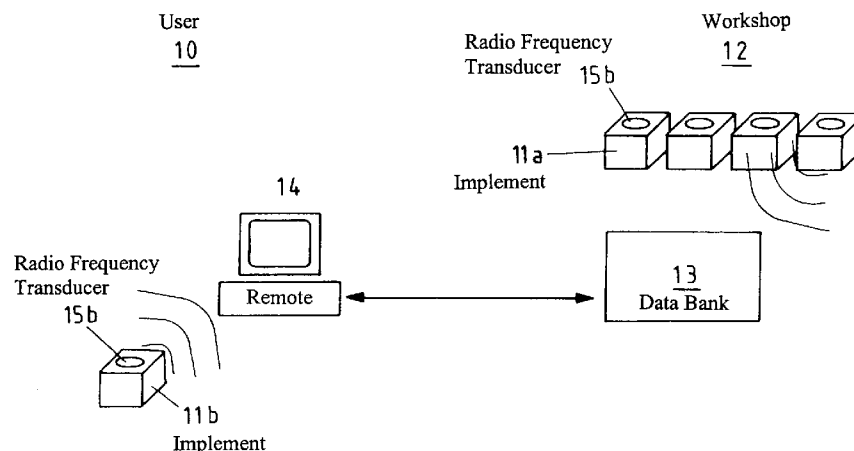 User
10
Workshop
12
Radio Frequency
Transducer
15b
11a
Implement
14
Remote
13
Data Bank
Radio Frequency
Transducer
15b
11b
Implement